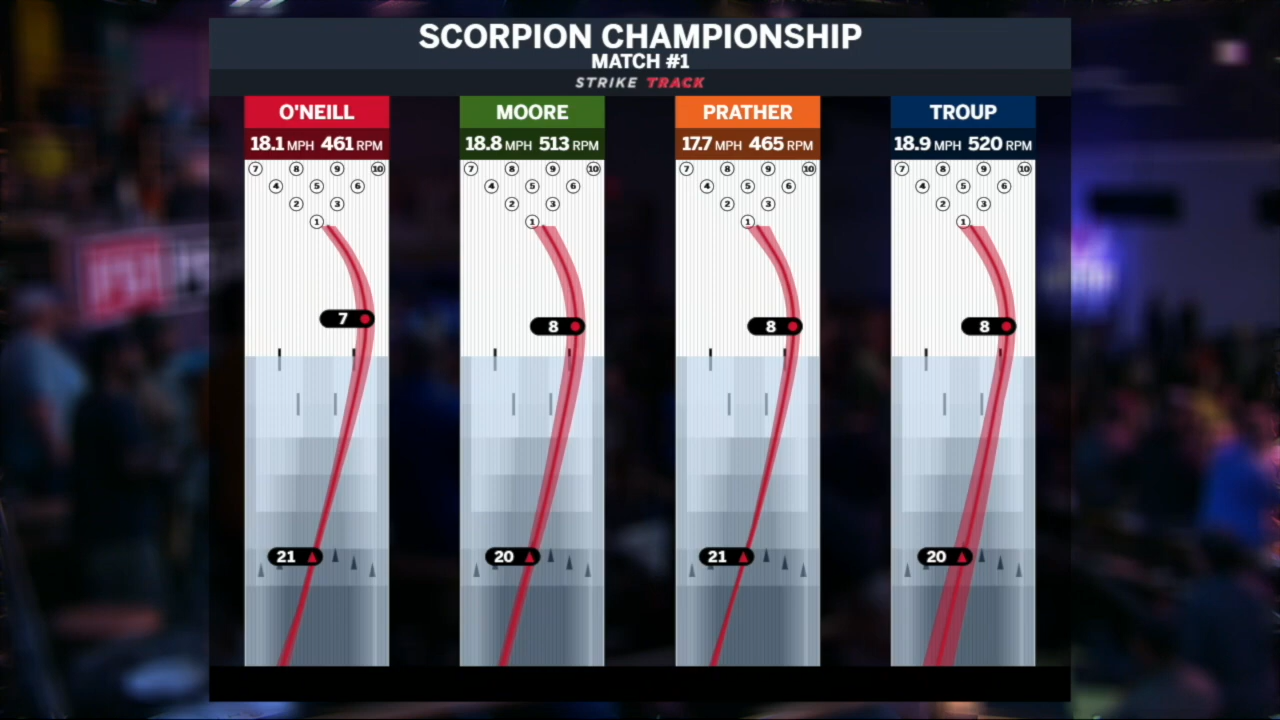 SCORPION CHAMPIONSHIP
MATCH #1
STRIKE TRACK
O'NEILL MOORE PRATHER TROUP
18.1 MPH 461 RPM 18.8 MPH 513 RPM 17.7 MPH 465 RPM 18.9 MPH 520 RPM
7 8 9 10 7 8 9 10 7 8 9 10 7 8 9 10
4 5 6 4 5 6 4 5 6 4 5 6
2 3 2 3 2 3 2 3
1 1 1 1
7 8 8 8
21 20 21 20